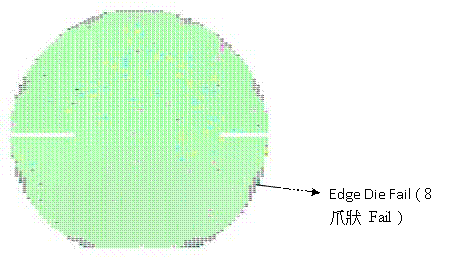 Edge Die Fail ( 8
爪狀 Fail )